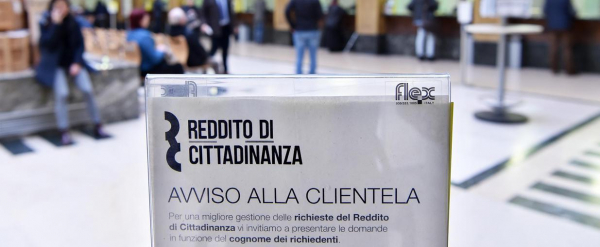 flex
REDDITO DI
CITTADINANZA
AVVISO ALLA CLIENTELA
Per una migliore gestione delle richieste del Reddito
di Cittadinanza vi invitiamo a presentare le domande
in funzione del cognome dei richiedenti.